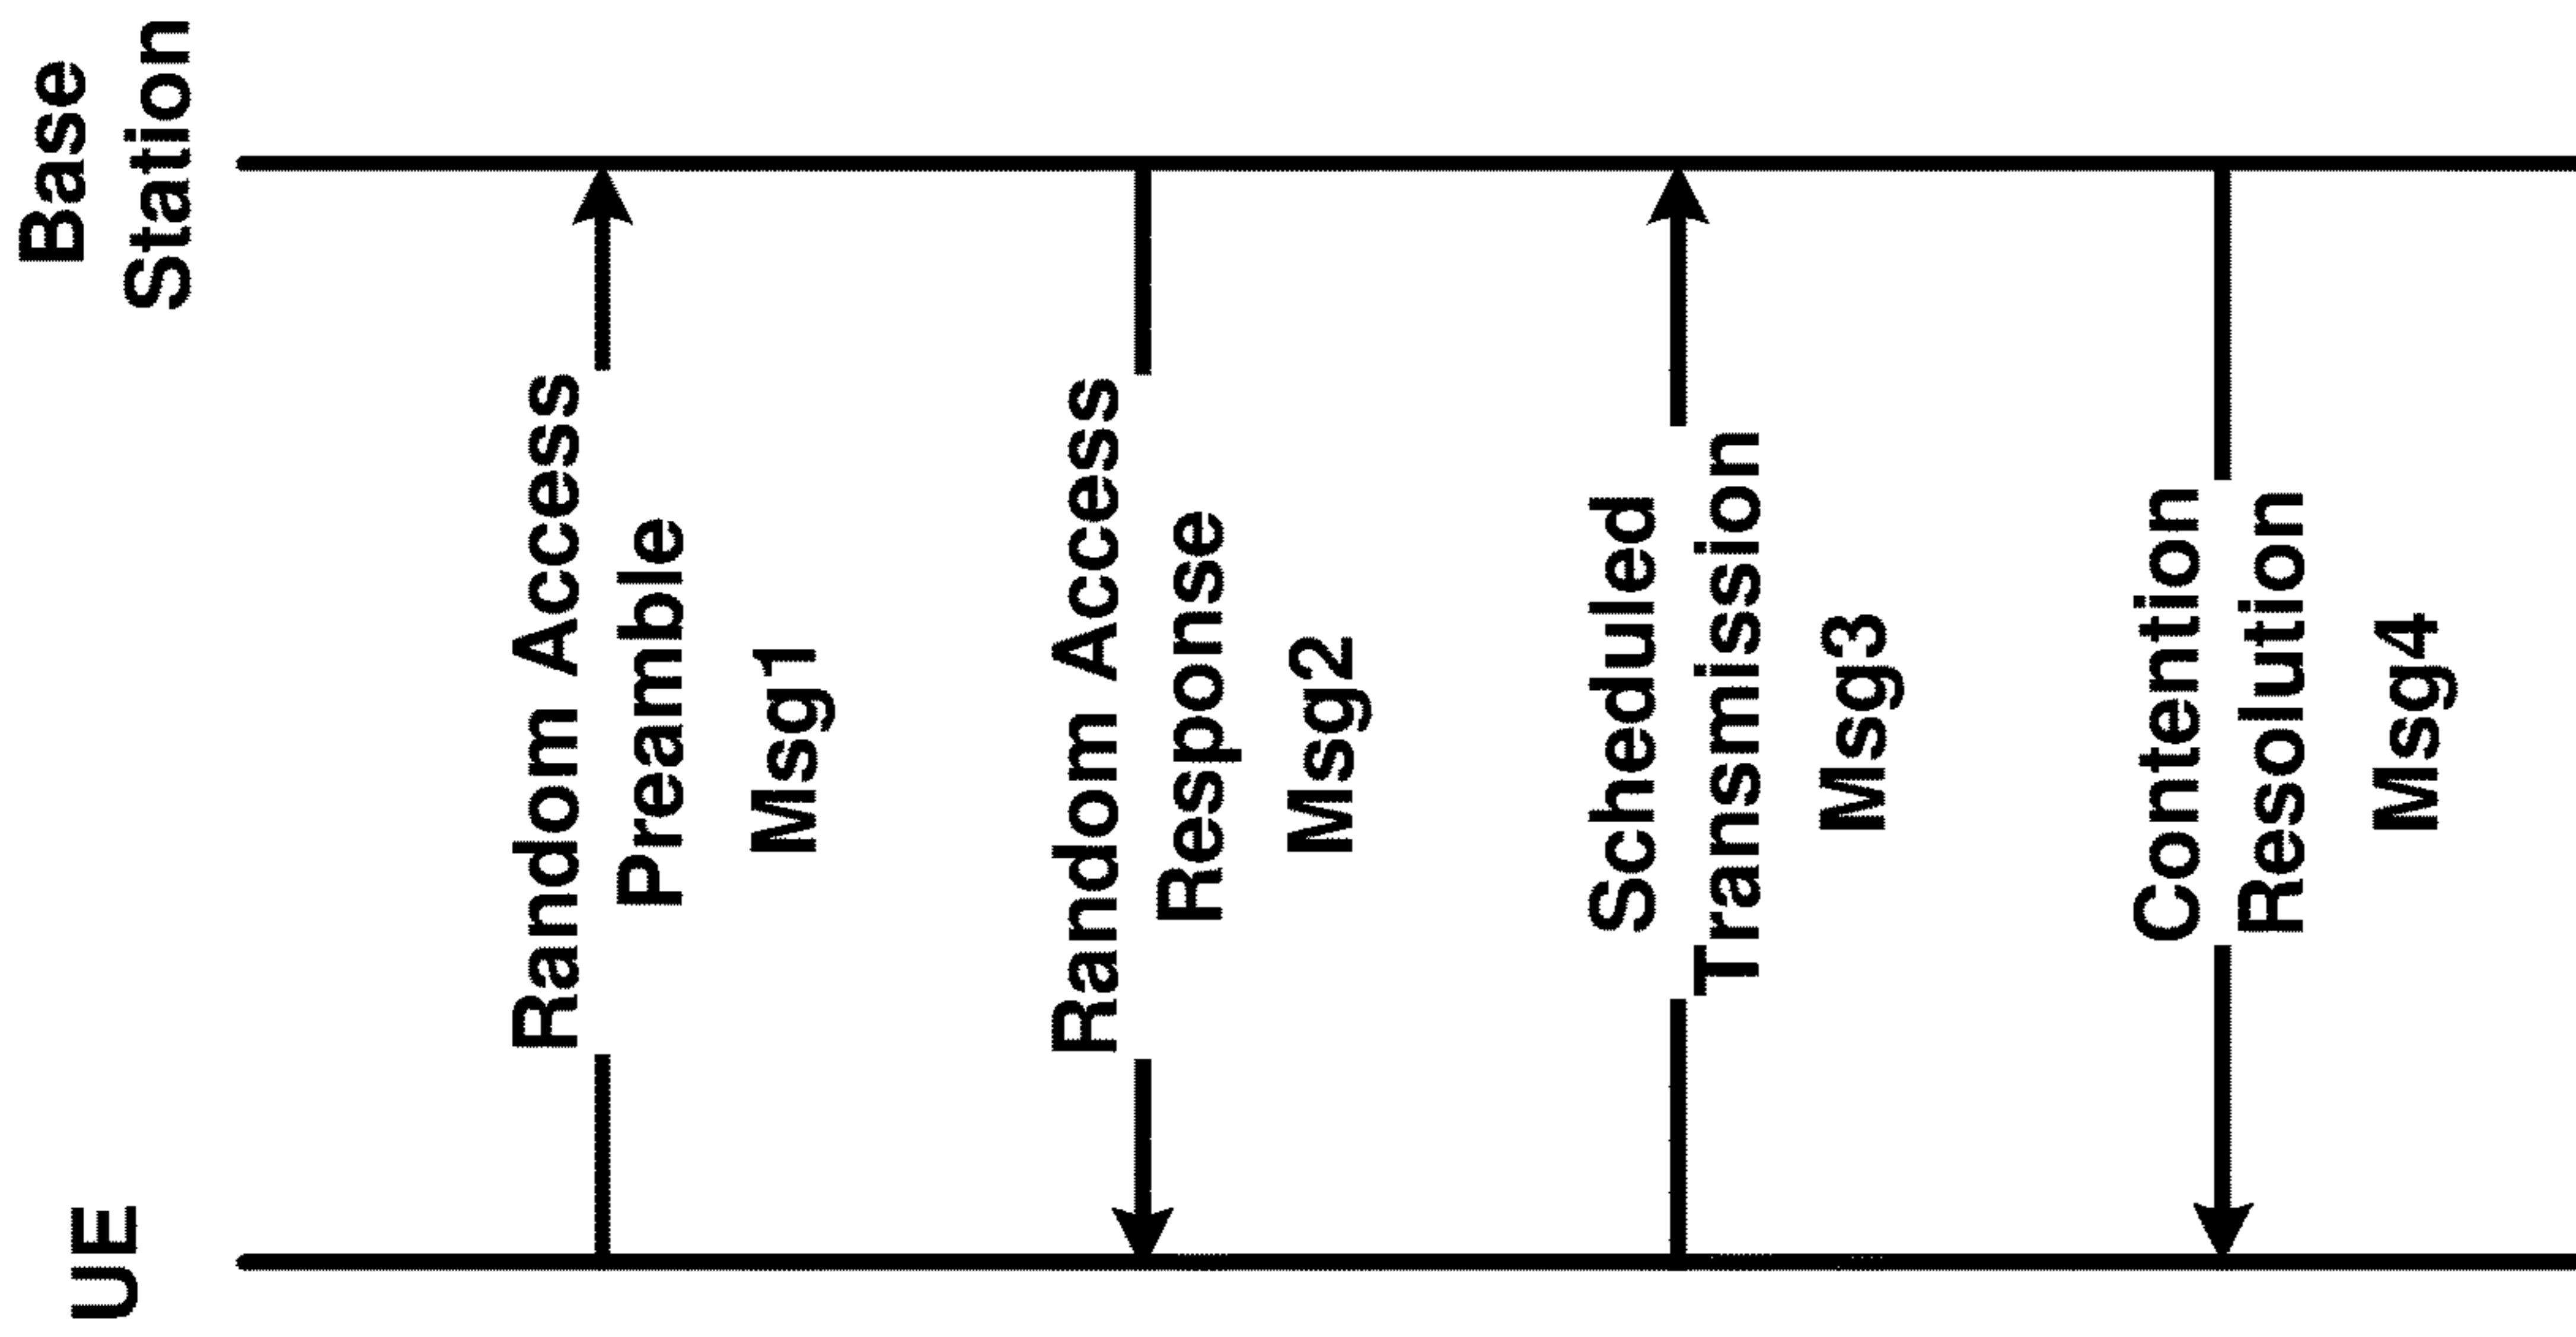 UE
Base
Station
Random Access
Preamble
Msg1
Random Access
Response
Msg2
Scheduled
Transmission
Msg3
Contention
Resolution
Msg4